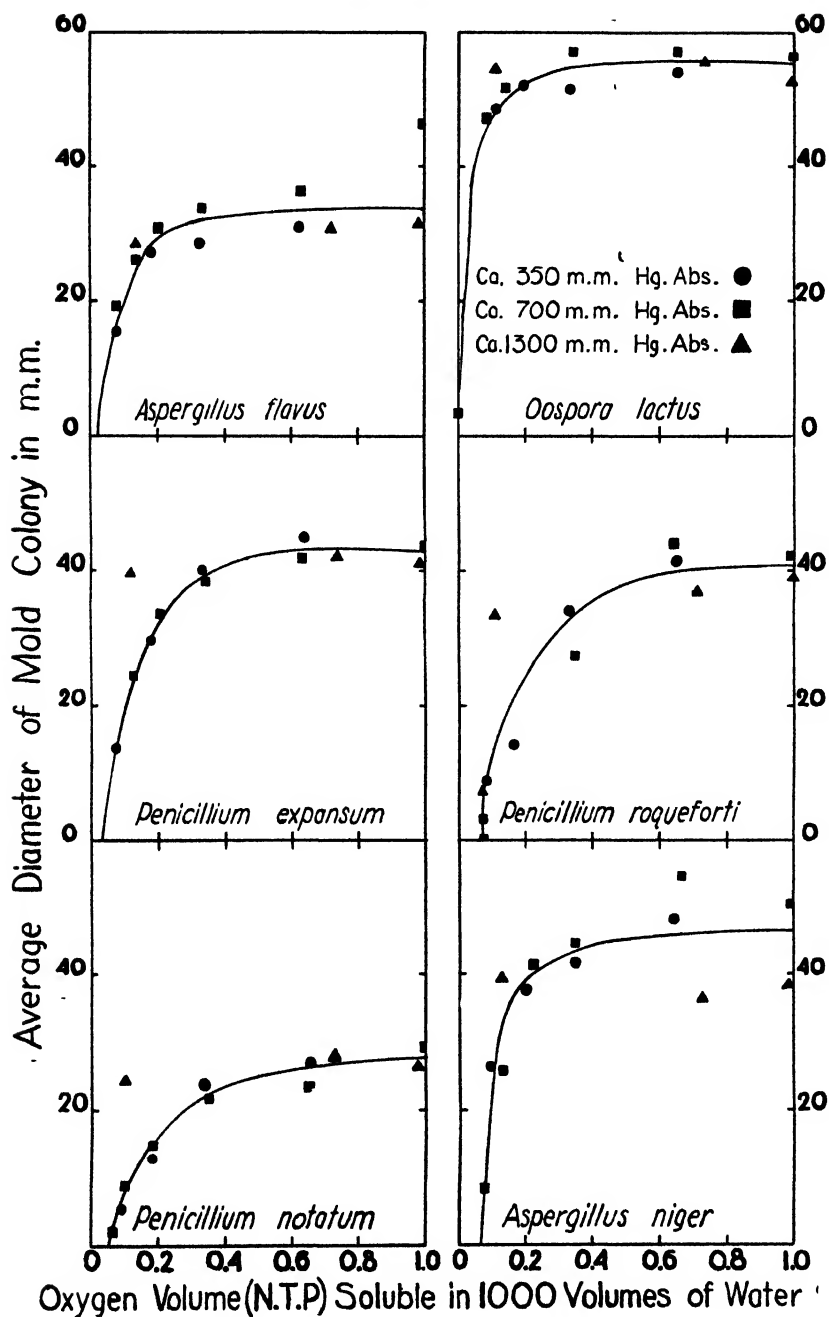 Average Diameter of Mold Colony in m.m.
60
40
20
0
40
20
0
40
20
0 0.2 0.4 0.6 0.8 1.0
Aspergillus flavus
Penicillium expansum
Penicillium notatum
60
40
20
0
40
20
0
40
20
0 0.2 0.4 0.6 0.8 1.0
Ca. 350 m.m. Hg. Abs.
Ca. 700 m.m. Hg. Abs.
Ca. 1300 m.m. Hg. Abs.
Oospora lactus
Penicillium roqueforti
Aspergillus niger
Oxygen Volume (N.T.P) Soluble in 1000 Volumes of Water